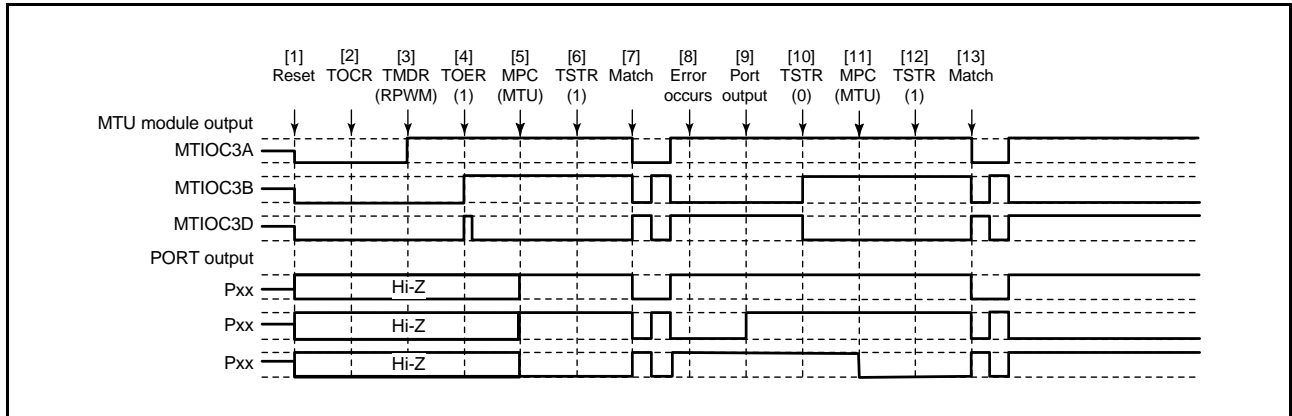 [1] [2] [3] [4] [5] [6] [7] [8] [9] [10] [11] [12] [13]
Reset TOCR TMDR TOER MPC TSTR Match Error Port TSTR MPC TSTR Match
(RPWM) (1) (MTU) (1) occurs output (0) (MTU) (1)
MTU module output
MTIOC3A
MTIOC3B
MTIOC3D
PORT output
Pxx Hi-Z
Pxx Hi-Z
Pxx Hi-Z